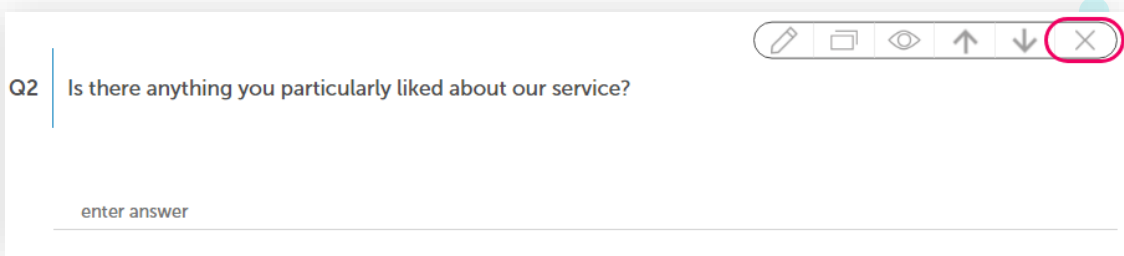 Q2 Is there anything you particularly liked about our service?
enter answer